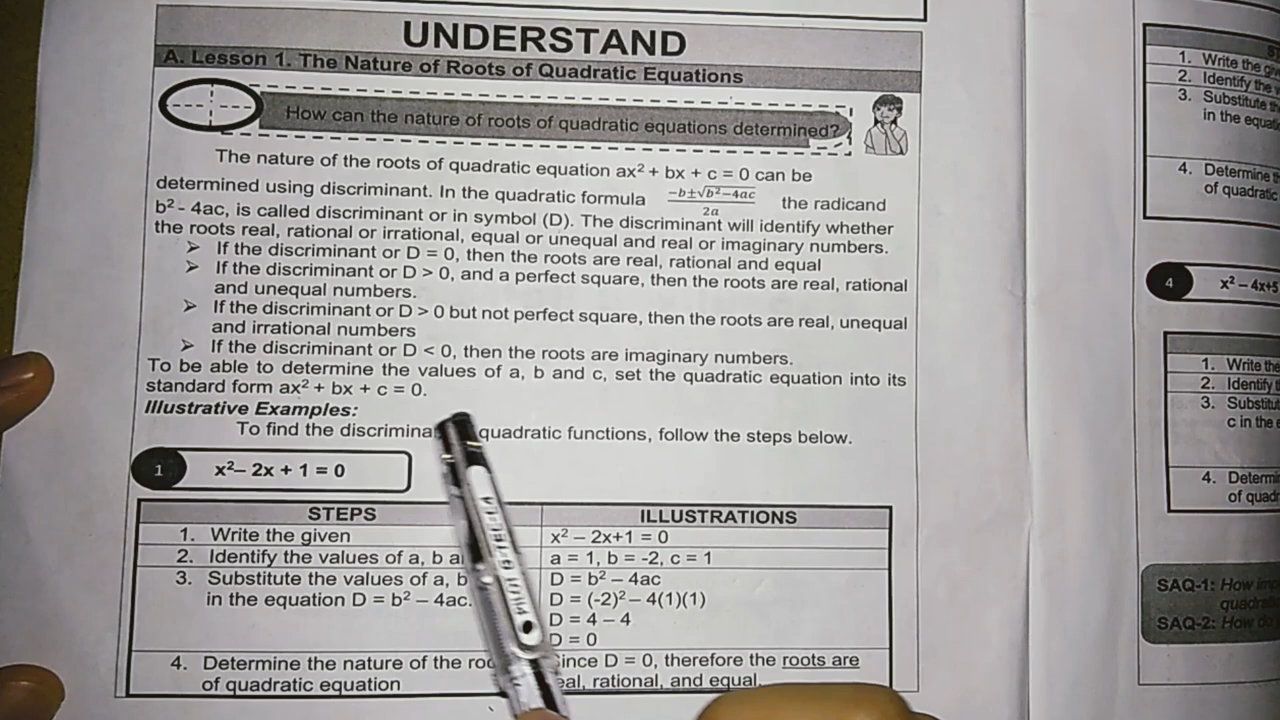 UNDERSTAND
A. Lesson 1. The Nature of Roots of Quadratic Equations
How can the nature of roots of quadratic equations determined?
The nature of the roots of quadratic equation ax² + bx + c = 0 can be
determined using discriminant. In the quadratic formula −b±√b²−4ac / 2a the radicand
b² - 4ac, is called discriminant or in symbol (D). The discriminant will identify whether
the roots real, rational or irrational, equal or unequal and real or imaginary numbers.
➢ If the discriminant or D = 0, then the roots are real, rational and equal
➢ If the discriminant or D > 0, and a perfect square, then the roots are real, rational
and unequal numbers.
➢ If the discriminant or D > 0 but not perfect square, then the roots are real, unequal
and irrational numbers
➢ If the discriminant or D < 0, then the roots are imaginary numbers.
To be able to determine the values of a, b and c, set the quadratic equation into its
standard form ax² + bx + c = 0.
Illustrative Examples:
To find the discrimina quadratic functions, follow the steps below.
1 x²– 2x + 1 = 0
STEPS ILLUSTRATIONS
1. Write the given x² – 2x+1 = 0
2. Identify the values of a, b a a = 1, b = -2, c = 1
3. Substitute the values of a, b D = b² – 4ac
in the equation D = b² – 4ac. D = (-2)² – 4(1)(1)
D = 4 – 4
D = 0
4. Determine the nature of the roo ince D = 0, therefore the roots are
of quadratic equation eal, rational, and equal.
1. Write the
2. Identify the
3. Substitute
in the equa
4. Determine
of quadratic
4 x² – 4x+5
1. Write the
2. Identify
3. Substitu
c in the
4. Determi
of quadr
SAQ-1: How
quadra
SAQ-2: How do